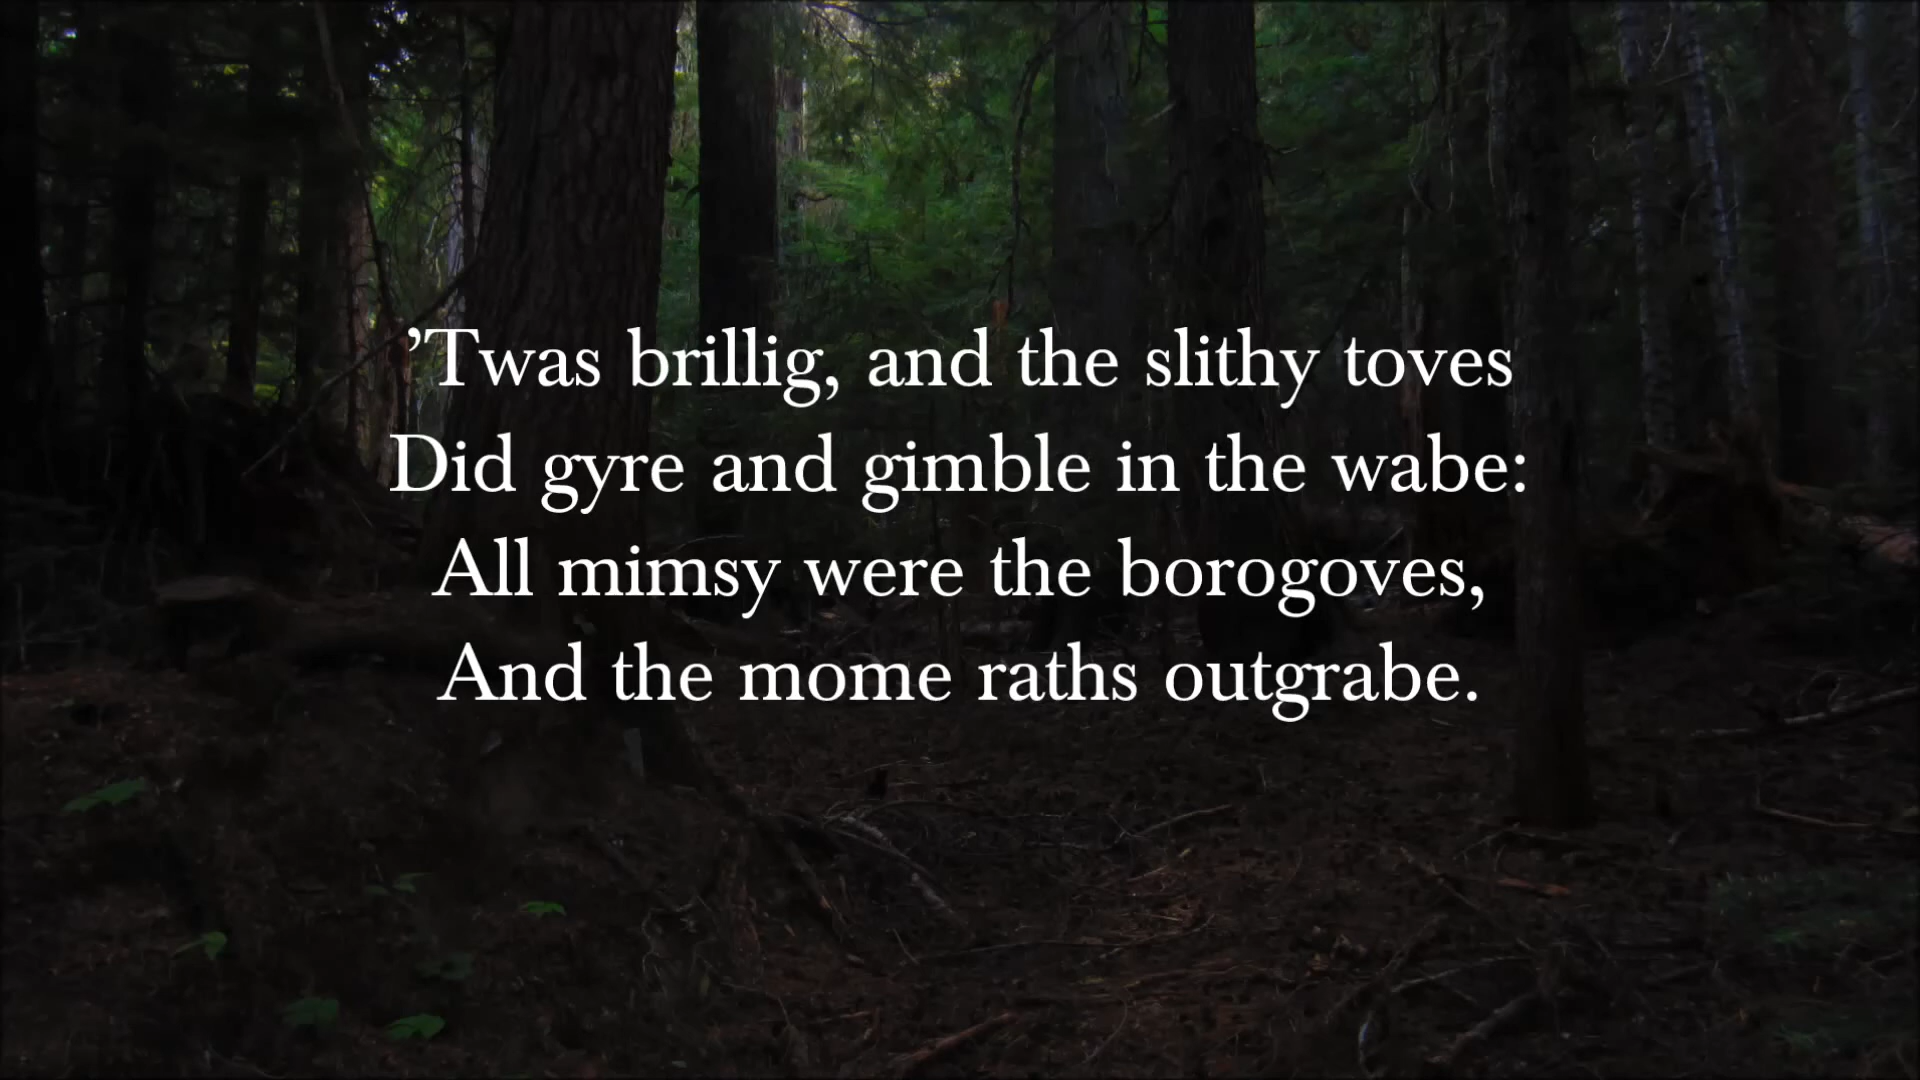 ’Twas brillig, and the slithy toves
Did gyre and gimble in the wabe:
All mimsy were the borogoves,
And the mome raths outgrabe.